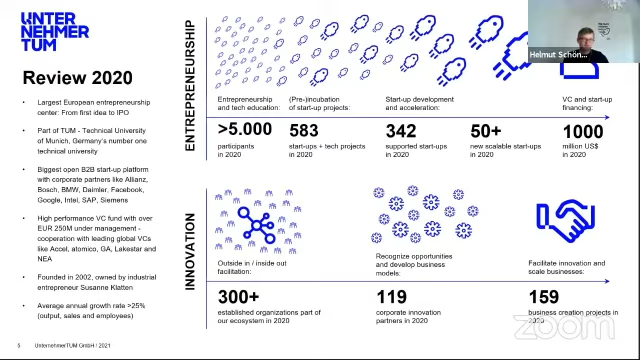 UNTER
NEHMER
TUM
Review 2020
• Largest European entrepreneurship
center: From first idea to IPO
• Part of TUM - Technical University
of Munich, Germany's number one
technical university
• Biggest open B2B start-up platform
with corporate partners like Allianz,
Bosch, BMW, Daimler, Facebook,
Google, Intel, SAP, Siemens
• High performance VC fund with over
EUR 250M under management -
cooperation with leading global VCs
like Accel, atomico, GA, Lakestar and
NEA
• Founded in 2002, owned by industrial
entrepreneur Susanne Klatten
• Average annual growth rate >25%
(output, sales and employees)
5 UnternehmerTUM GmbH / 2021
ENTREPRENEURSHIP
Entrepreneurship
and tech education:
>5.000
participants
in 2020
(Pre-)incubation
of start-up projects:
583
start-ups + tech projects
in 2020
Start-up development
and acceleration:
342
supported start-ups
in 2020
50+
new scalable start-ups
in 2020
VC and start-up
financing:
1000
million US$
in 2020
INNOVATION
Outside in / inside out
facilitation:
300+
established organizations part of
our ecosystem in 2020
Recognize opportunities
and develop business
models:
119
corporate innovation
partners in 2020
Facilitate innovation and
scale businesses:
159
business creation projects in
2020
Helmut Schön...
zoom